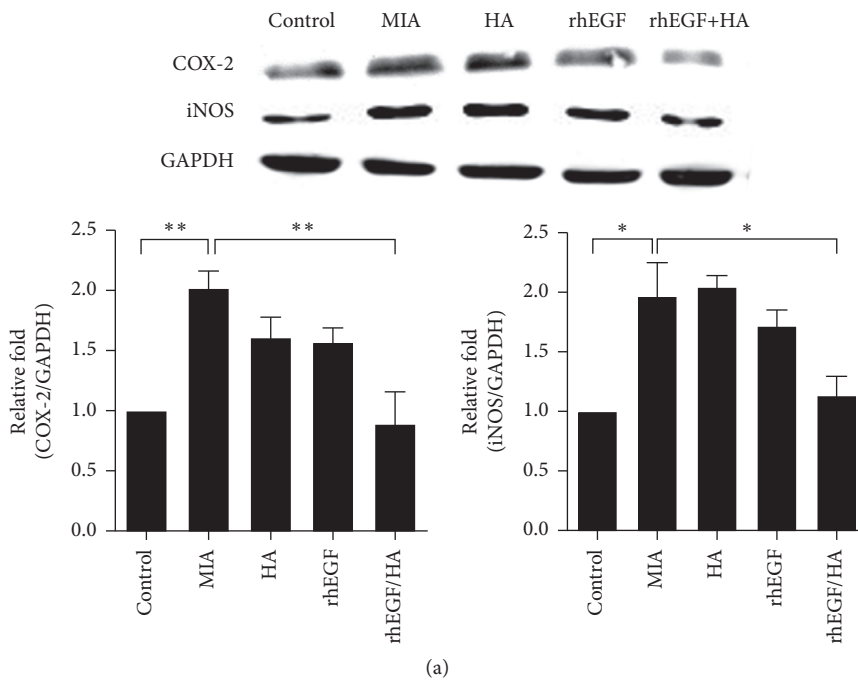 Control MIA HA rhEGF rhEGF+HA
COX-2
iNOS
GAPDH
Relative fold
(COX-2/GAPDH)
2.5
2.0
1.5
1.0
0.5
0.0
** **
Control MIA HA rhEGF rhEGF/HA
Relative fold
(iNOS/GAPDH)
2.5
2.0
1.5
1.0
0.5
0.0
* *
Control MIA HA rhEGF rhEGF/HA
(a)